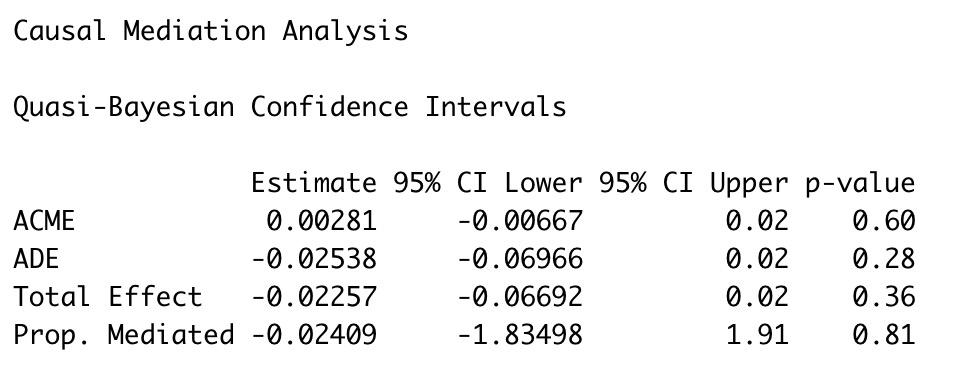 Causal Mediation Analysis
Quasi-Bayesian Confidence Intervals
Estimate 95% CI Lower 95% CI Upper p-value
ACME 0.00281 -0.00667 0.02 0.60
ADE -0.02538 -0.06966 0.02 0.28
Total Effect -0.02257 -0.06692 0.02 0.36
Prop. Mediated -0.02409 -1.83498 1.91 0.81